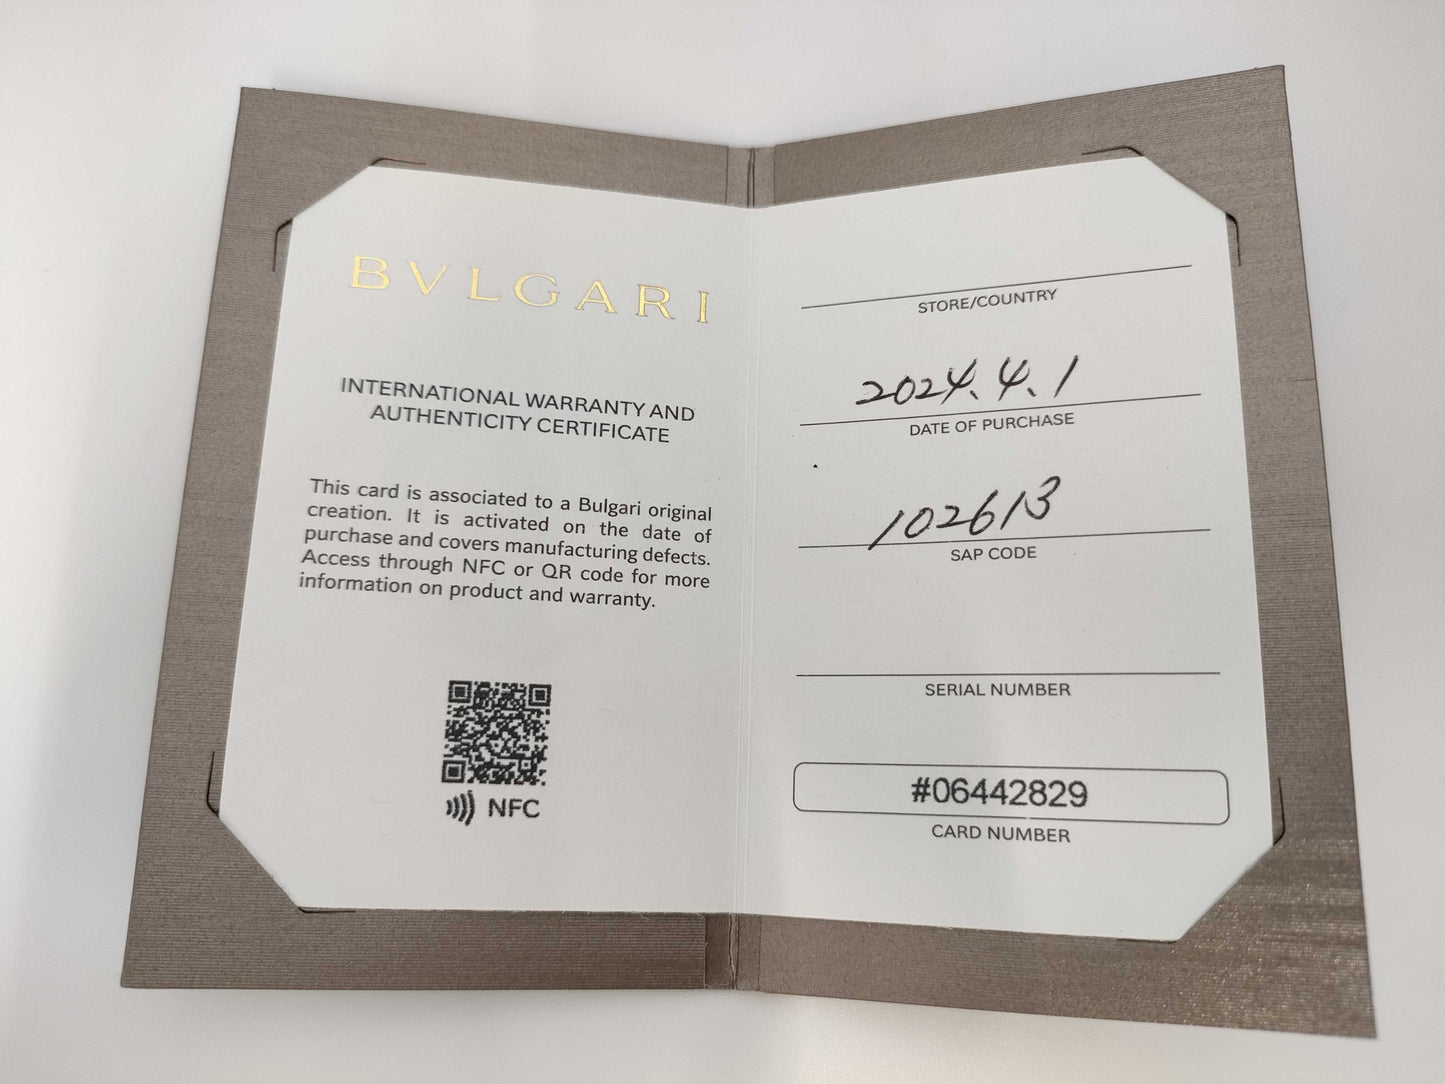 BVLGARI
INTERNATIONAL WARRANTY AND
AUTHENTICITY CERTIFICATE
This card is associated to a Bulgari original
creation. It is activated on the date of
purchase and covers manufacturing defects.
Access through NFC or QR code for more
information on product and warranty.
NFC
STORE/COUNTRY
2024.4.1
DATE OF PURCHASE
102613
SAP CODE
SERIAL NUMBER
#06442829
CARD NUMBER